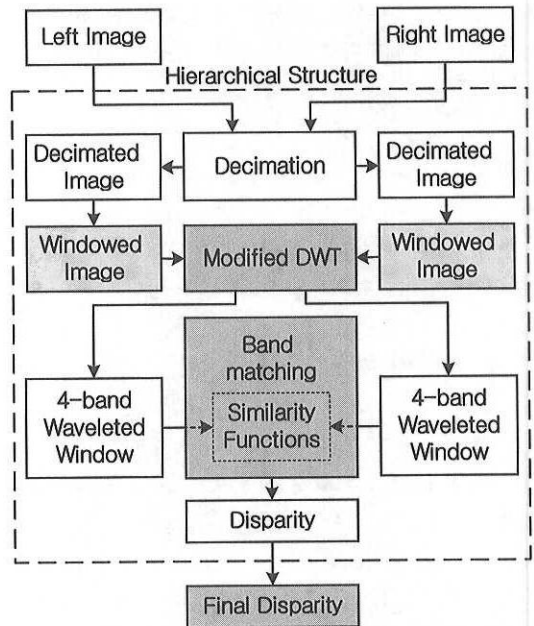 Left Image
Right Image
Hierarchical Structure
Decimated
Image
Decimation
Decimated
Image
Windowed
Image
Modified DWT
Windowed
Image
Band
matching
4-band
Waveleted
Window
Similarity
Functions
4-band
Waveleted
Window
Disparity
Final Disparity